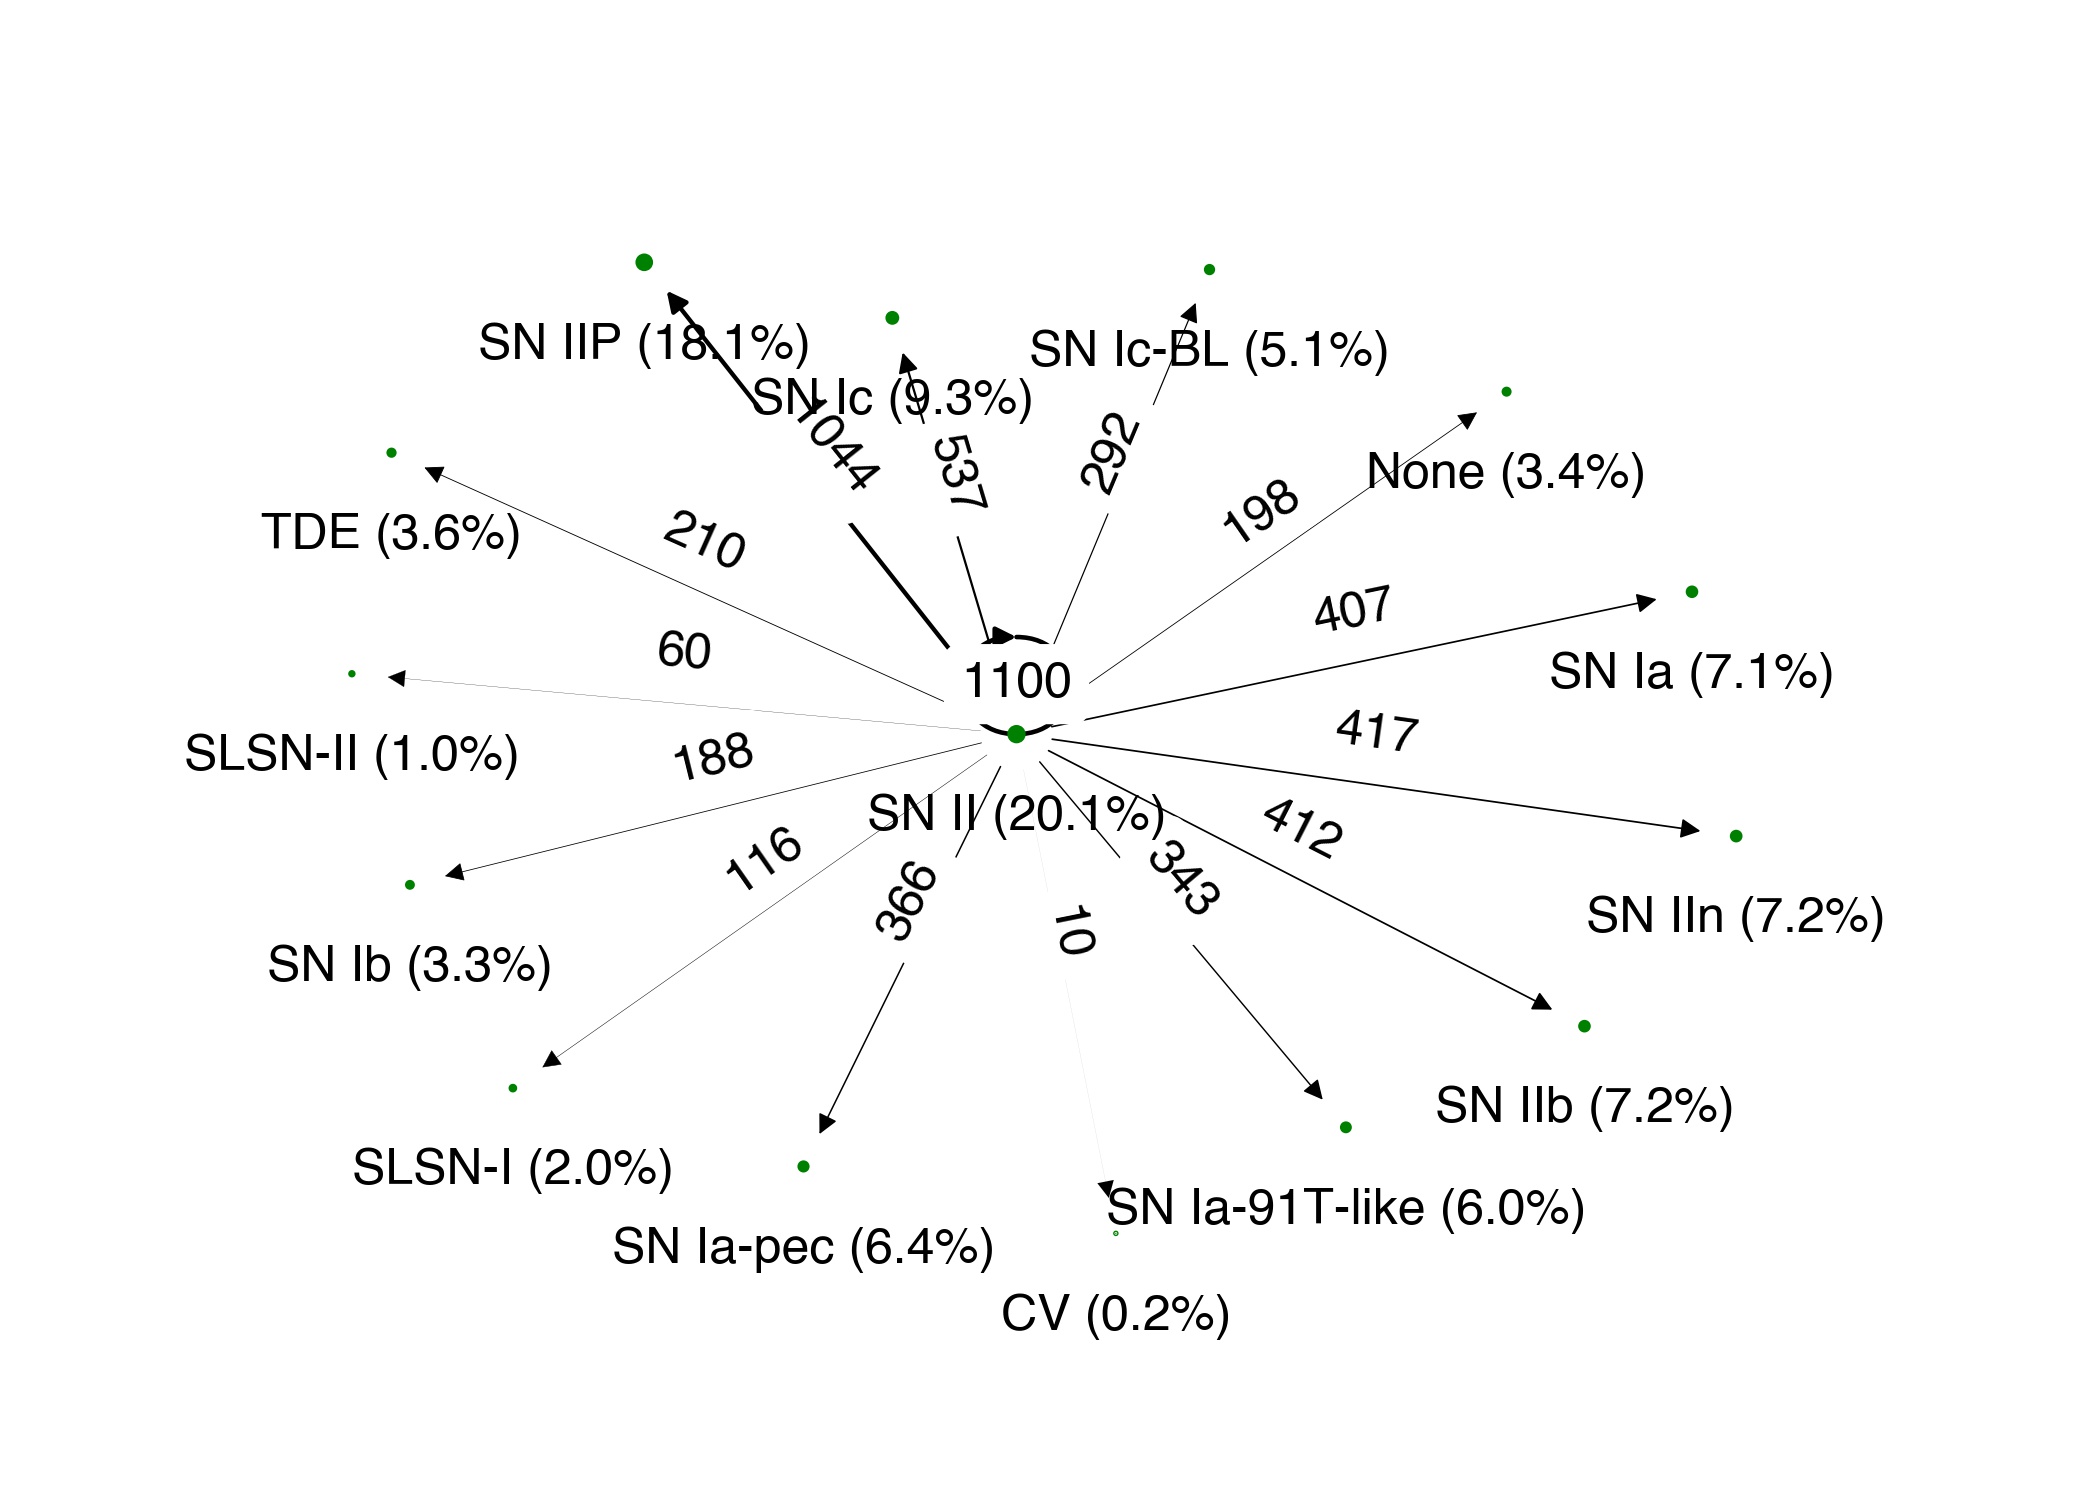 SN IIP (18.1%)
SN Ic-BL (5.1%)
SN Ic (9.3%)
1044
537
292
None (3.4%)
198
TDE (3.6%)
210
407
60
1100
SN Ia (7.1%)
SLSN-II (1.0%)
188
417
SN II (20.1%)
412
116
366
10
343
SN IIn (7.2%)
SN Ib (3.3%)
SN IIb (7.2%)
SLSN-I (2.0%)
SN Ia-91T-like (6.0%)
SN Ia-pec (6.4%)
CV (0.2%)